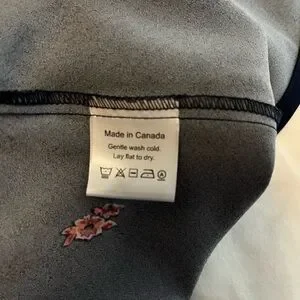 Made in Canada
Gentle wash cold.
Lay flat to dry.